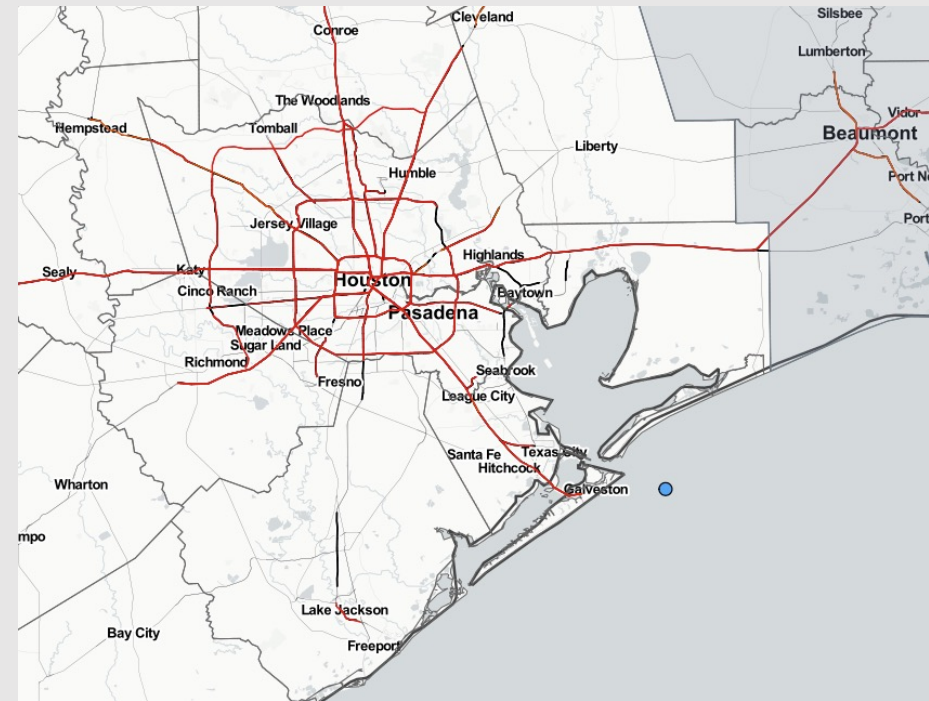 Silsbee
Cleveland
Conroe
Lumberton
The Woodlands
Vidor
Hempstead
Tomball
Beaumont
Liberty
Humble
Port Ne
Port
Jersey Village
Highlands
Sealy
Katy
Houston
Cinco Ranch
Baytown
Pasadena
Meadows Place
Sugar Land
Richmond
Seabrook
Fresno
League City
Santa Fe
Texas City
Hitchcock
Wharton
Galveston
mpo
Lake Jackson
Bay City
Freeport